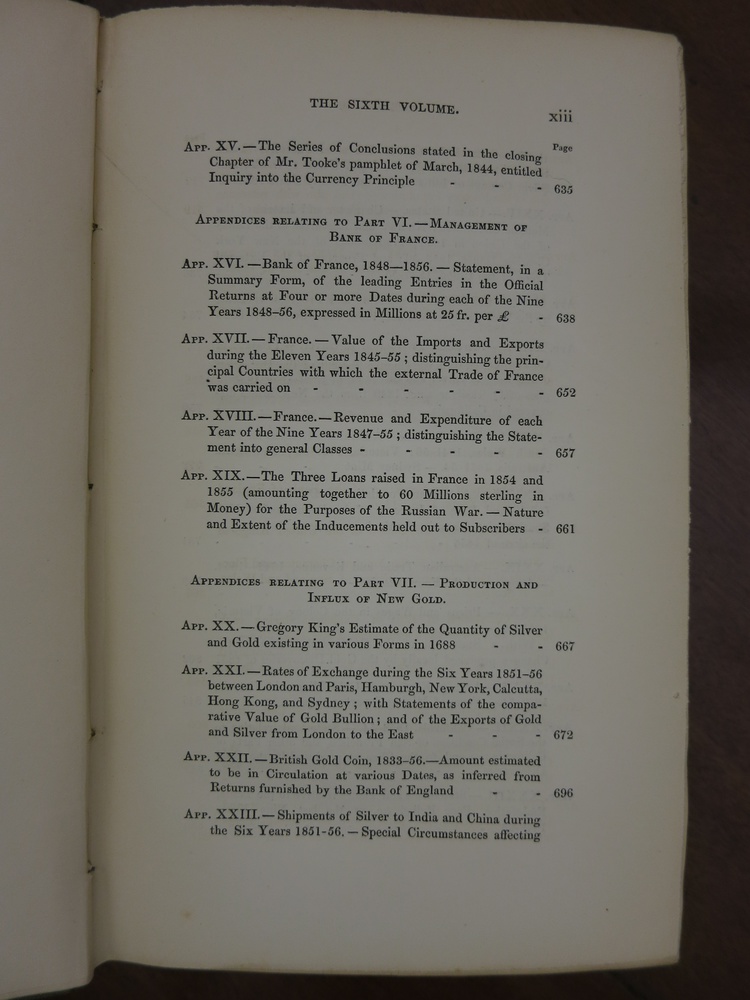 THE SIXTH VOLUME.
xiii
Page
App. XV.—The Series of Conclusions stated in the closing
Chapter of Mr. Tooke's pamphlet of March, 1844, entitled
Inquiry into the Currency Principle - - - 635
Appendices relating to Part VI.—Management of
Bank of France.
App. XVI.—Bank of France, 1848—1856. — Statement, in a
Summary Form, of the leading Entries in the Official
Returns at Four or more Dates during each of the Nine
Years 1848–56, expressed in Millions at 25 fr. per £ - 638
App. XVII.—France.—Value of the Imports and Exports
during the Eleven Years 1845–55; distinguishing the prin-
cipal Countries with which the external Trade of France
was carried on - - - - - - 652
App. XVIII.—France.—Revenue and Expenditure of each
Year of the Nine Years 1847–55; distinguishing the State-
ment into general Classes - - - - - 657
App. XIX.—The Three Loans raised in France in 1854 and
1855 (amounting together to 60 Millions sterling in
Money) for the Purposes of the Russian War. — Nature
and Extent of the Inducements held out to Subscribers - 661
Appendices relating to Part VII. — Production and
Influx of New Gold.
App. XX.—Gregory King's Estimate of the Quantity of Silver
and Gold existing in various Forms in 1688 - - 667
App. XXI.—Rates of Exchange during the Six Years 1851–56
between London and Paris, Hamburgh, New York, Calcutta,
Hong Kong, and Sydney; with Statements of the compa-
rative Value of Gold Bullion; and of the Exports of Gold
and Silver from London to the East - - - 672
App. XXII.—British Gold Coin, 1833–56.—Amount estimated
to be in Circulation at various Dates, as inferred from
Returns furnished by the Bank of England - - 696
App. XXIII.—Shipments of Silver to India and China during
the Six Years 1851–56. — Special Circumstances affecting